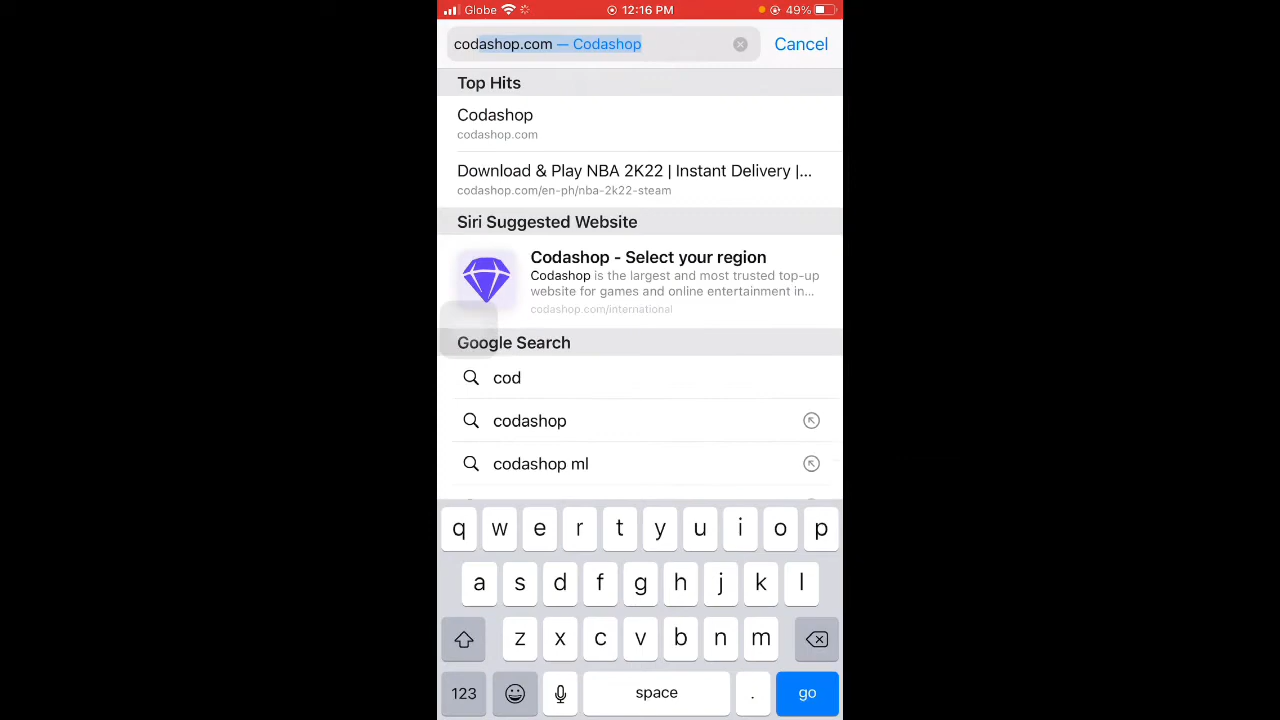 Globe 12:16 PM 49%
codashop.com — Codashop Cancel
Top Hits
Codashop
codashop.com
Download & Play NBA 2K22 | Instant Delivery |...
codashop.com/en-ph/nba-2k22-steam
Siri Suggested Website
Codashop - Select your region
Codashop is the largest and most trusted top-up
website for games and online entertainment in...
codashop.com/international
Google Search
cod
codashop
codashop ml
q w e r t y u i o p
a s d f g h j k l
z x c v b n m
123 space . go